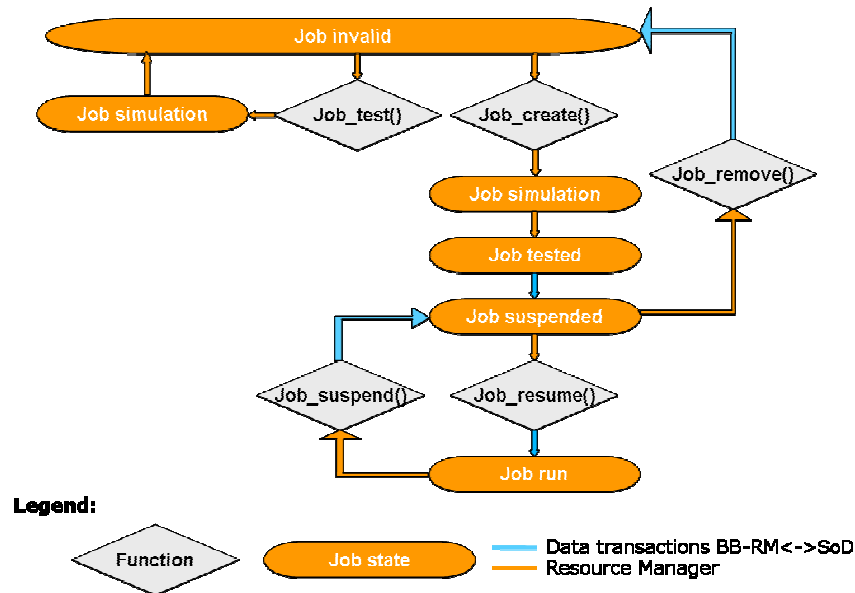 Job invalid
Job simulation
Job_test()
Job_create()
Job_remove()
Job simulation
Job tested
Job suspended
Job_suspend()
Job_resume()
Job run
Legend:
Function
Job state
Data transactions BB-RM<->SoD
Resource Manager